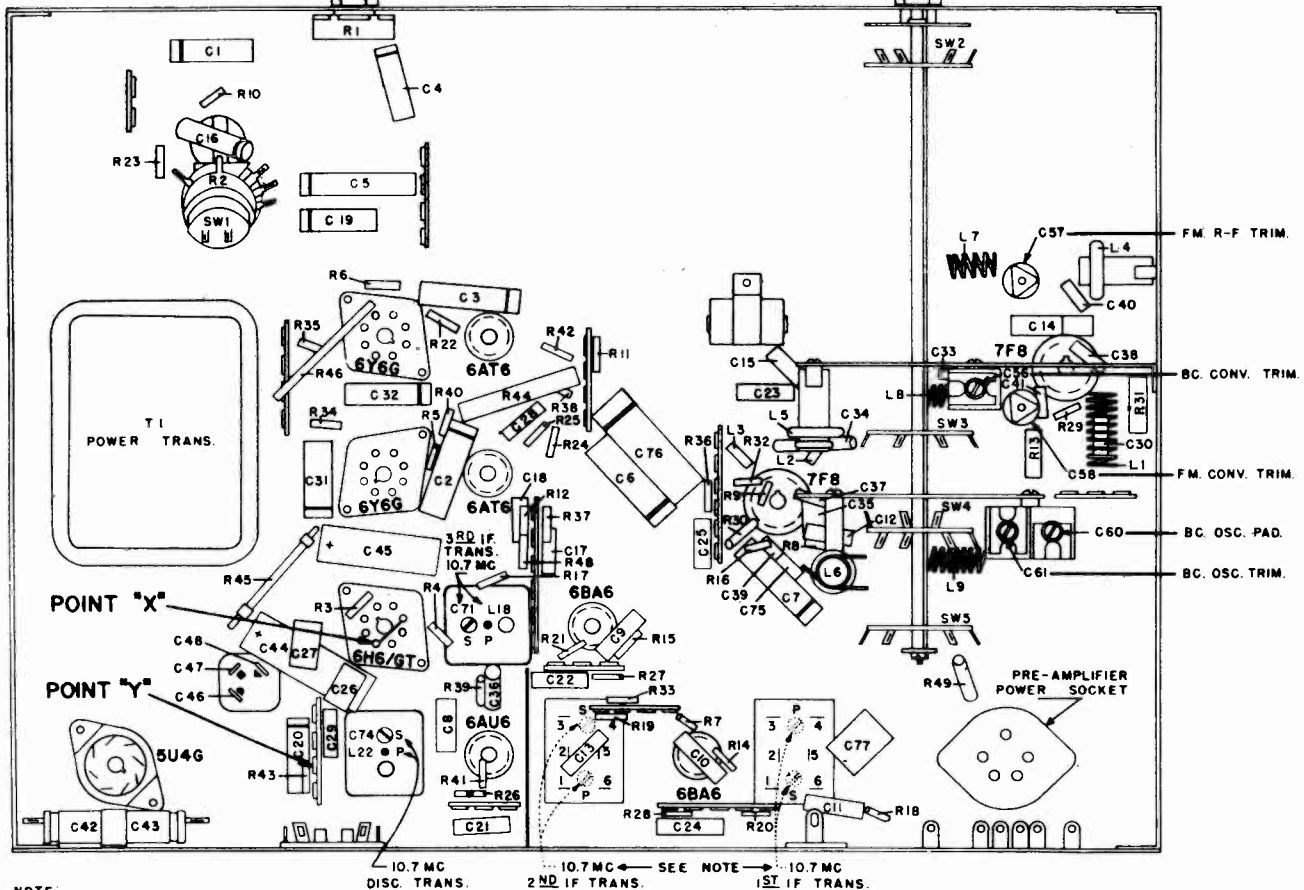 R1
SW2
C1
C4
R10
C16
R23
R2
C5
SW1
C19
L7
C57
FM. R-F TRIM.
L4
R6
C3
C40
C14
R35
R22
R42
R11
7F8
C38
6Y6G
6AT6
C15
C33
C56
BC. CONV. TRIM.
R46
C32
R44
C23
L8
C41
R40
R38
T1
POWER TRANS.
R34
R5
C28
R25
R24
L5
C34
SW3
R29
R31
C76
R36
L3
R32
L2
R13
C30
C31
C2
C6
L1
C58
FM. CONV. TRIM.
6Y6G
6AT6
C18
R12
7F8
R9
C37
C35
SW4
R37
R30
C12
C60
BC. OSC. PAD.
C45
3RD IF.
TRANS.
10.7 MC
C17
R48
C25
R8
R17
R16
L6
L9
C61
BC. OSC. TRIM.
R45
C39
C75
C7
POINT "X"
R3
R4
C71
L18
S
P
6BA6
C9
R15
SW5
C48
C44
C27
6H6/GT
R21
C47
C22
R27
R49
PRE-AMPLIFIER
POWER SOCKET
POINT "Y"
C46
C26
R39
C36
R33
6AU6
3
S
4
R19
R7
3
P
4
C77
C20
C29
C74
S
C8
L22
P
2
C13
5
C10
R14
2
5
5U4G
R43
R41
1
P
6
6BA6
1
S
6
R26
C11
R18
C42
C43
C21
R28
C24
R20
10.7 MC
DISC. TRANS.
10.7 MC
2ND IF TRANS.
SEE NOTE
10.7 MC
1ST IF TRANS.
NOTE: